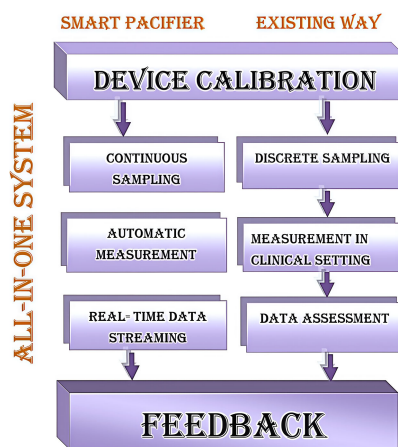 SMART PACIFIER
EXISTING WAY
DEVICE CALIBRATION
ALL-IN-ONE SYSTEM
CONTINUOUS
SAMPLING
DISCRETE SAMPLING
AUTOMATIC
MEASUREMENT
MEASUREMENT IN
CLINICAL SETTING
REAL- TIME DATA
STREAMING
DATA ASSESSMENT
FEEDBACK